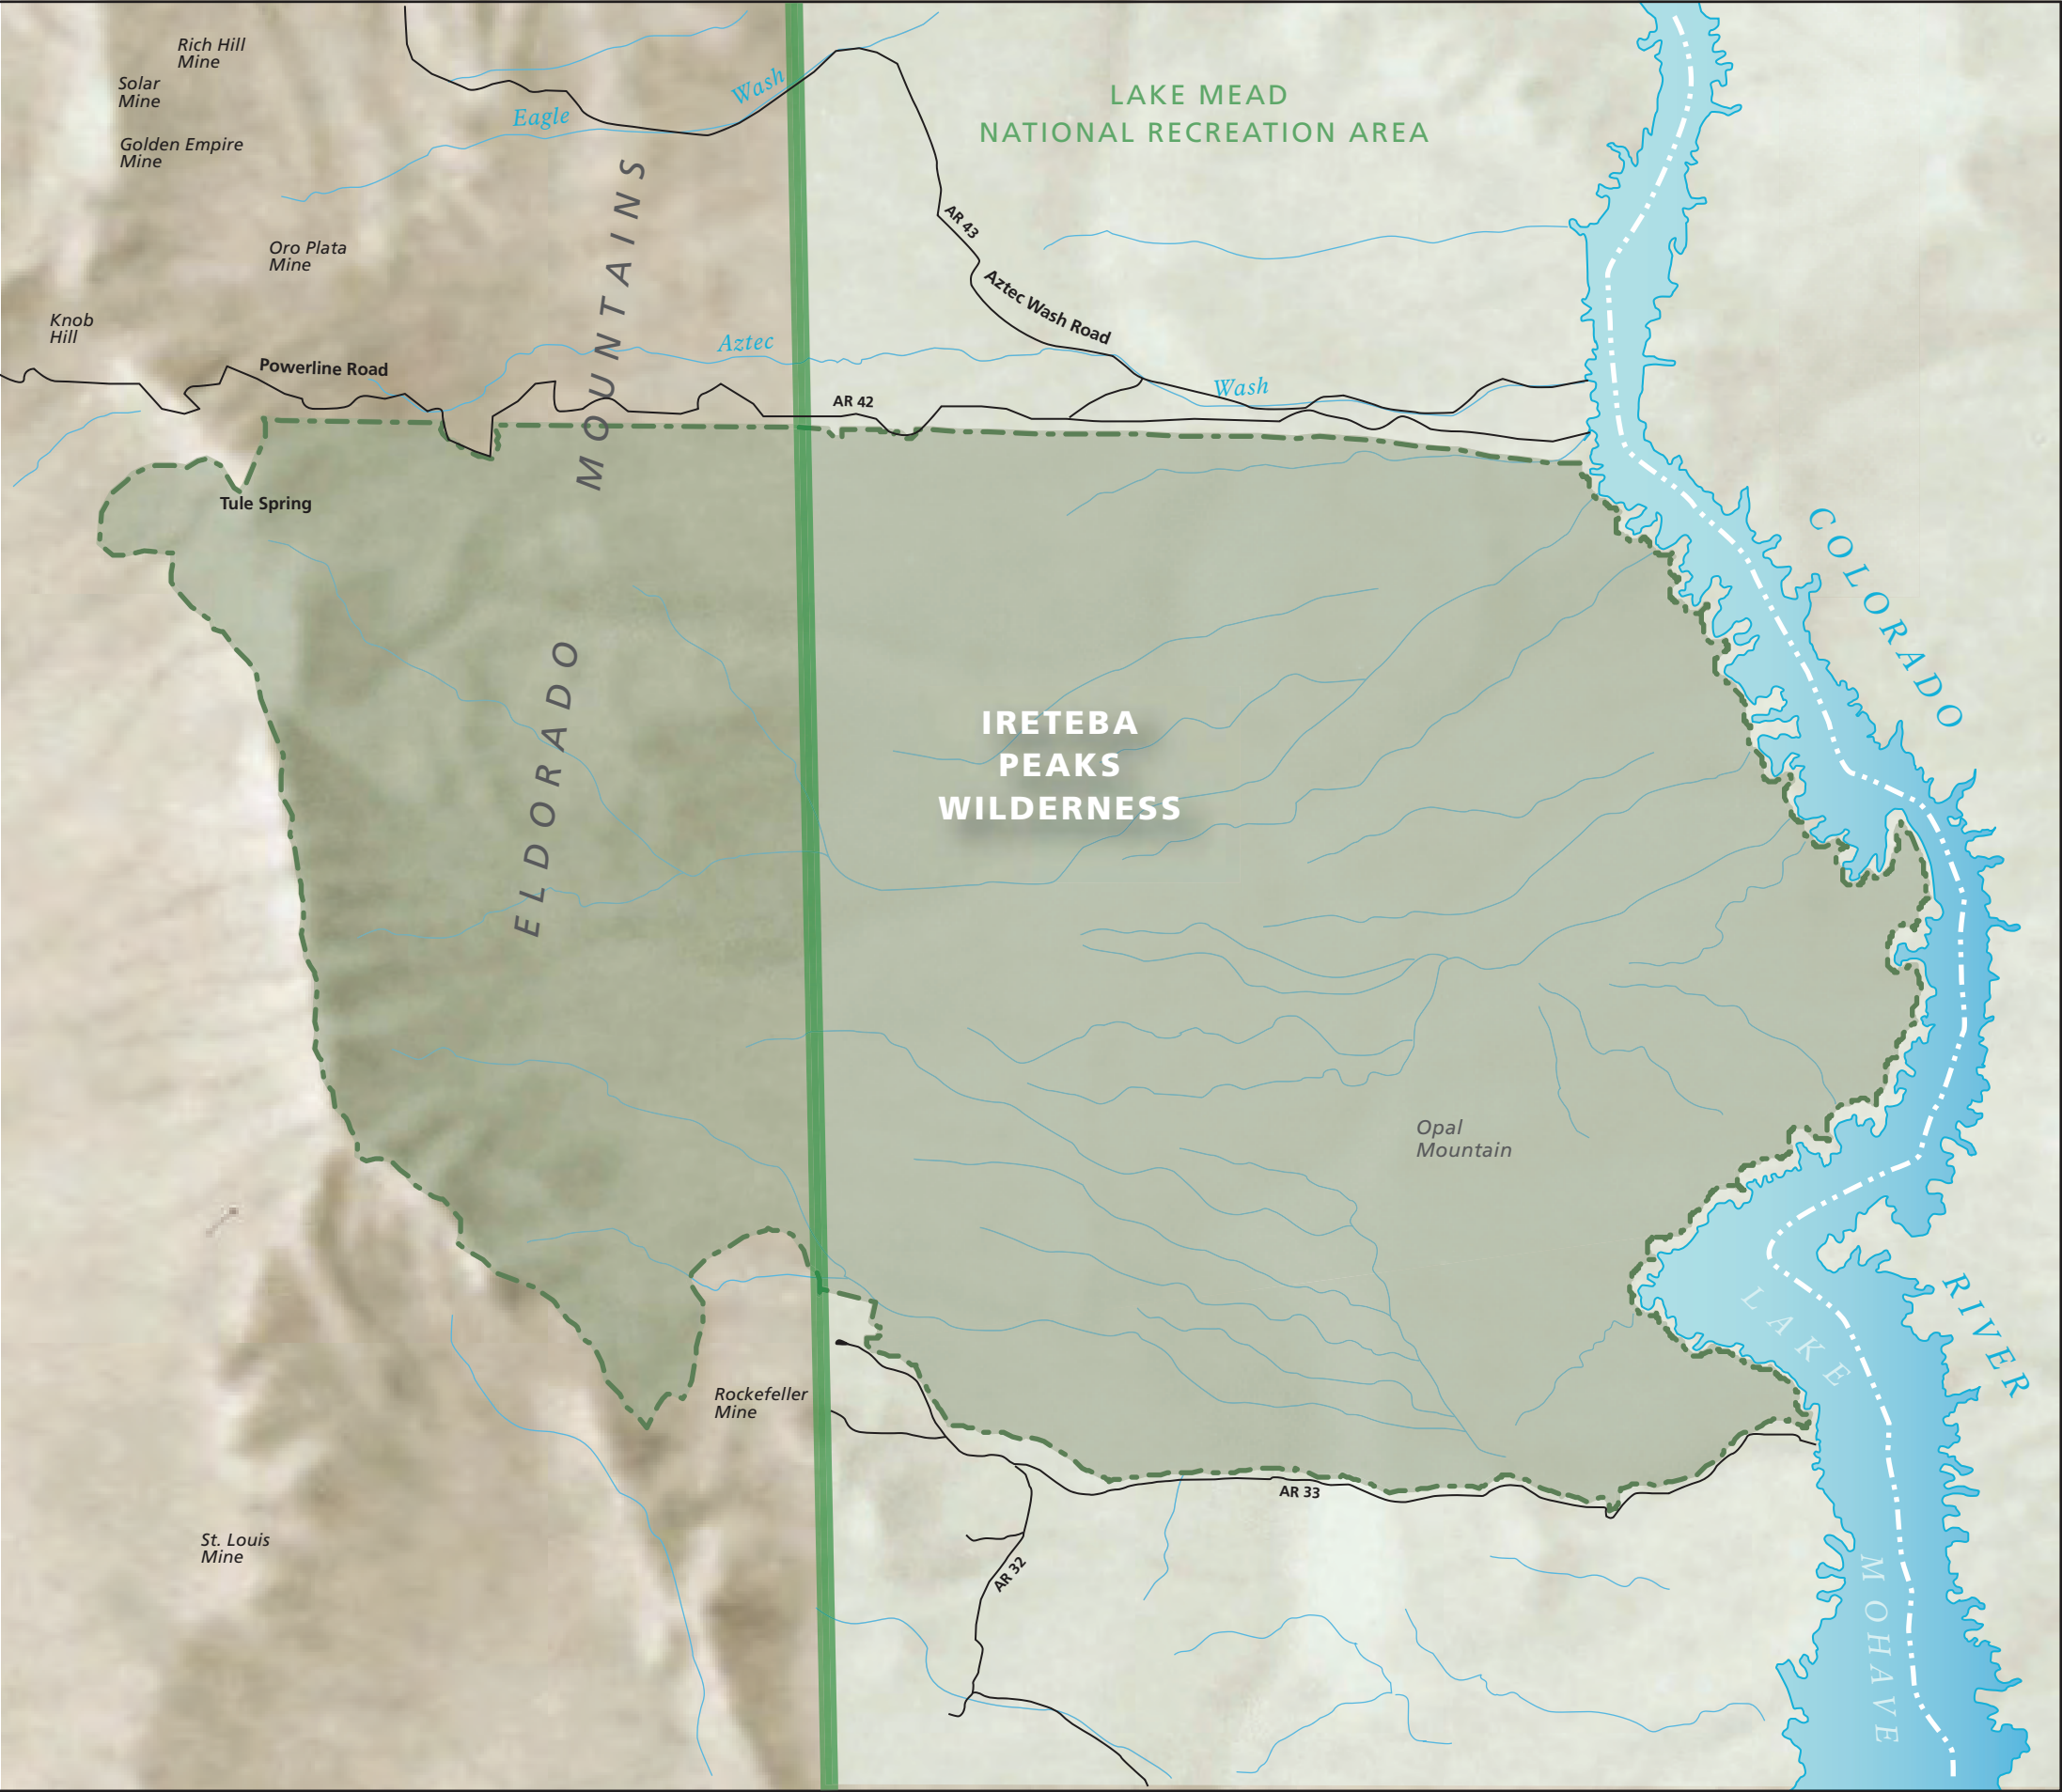 Rich Hill
Mine
Solar
Mine
Golden Empire
Mine
Eagle
Wash
LAKE MEAD
NATIONAL RECREATION AREA
Oro Plata
Mine
AR 43
Aztec Wash Road
Knob
Hill
Powerline Road
Aztec
Wash
AR 42
Tule Spring
ELDORADO
MOUNTAINS
COLORADO
RIVER
IRETEBA
PEAKS
WILDERNESS
Opal
Mountain
LAKE
MOHAVE
Rockefeller
Mine
AR 33
AR 32
St. Louis
Mine